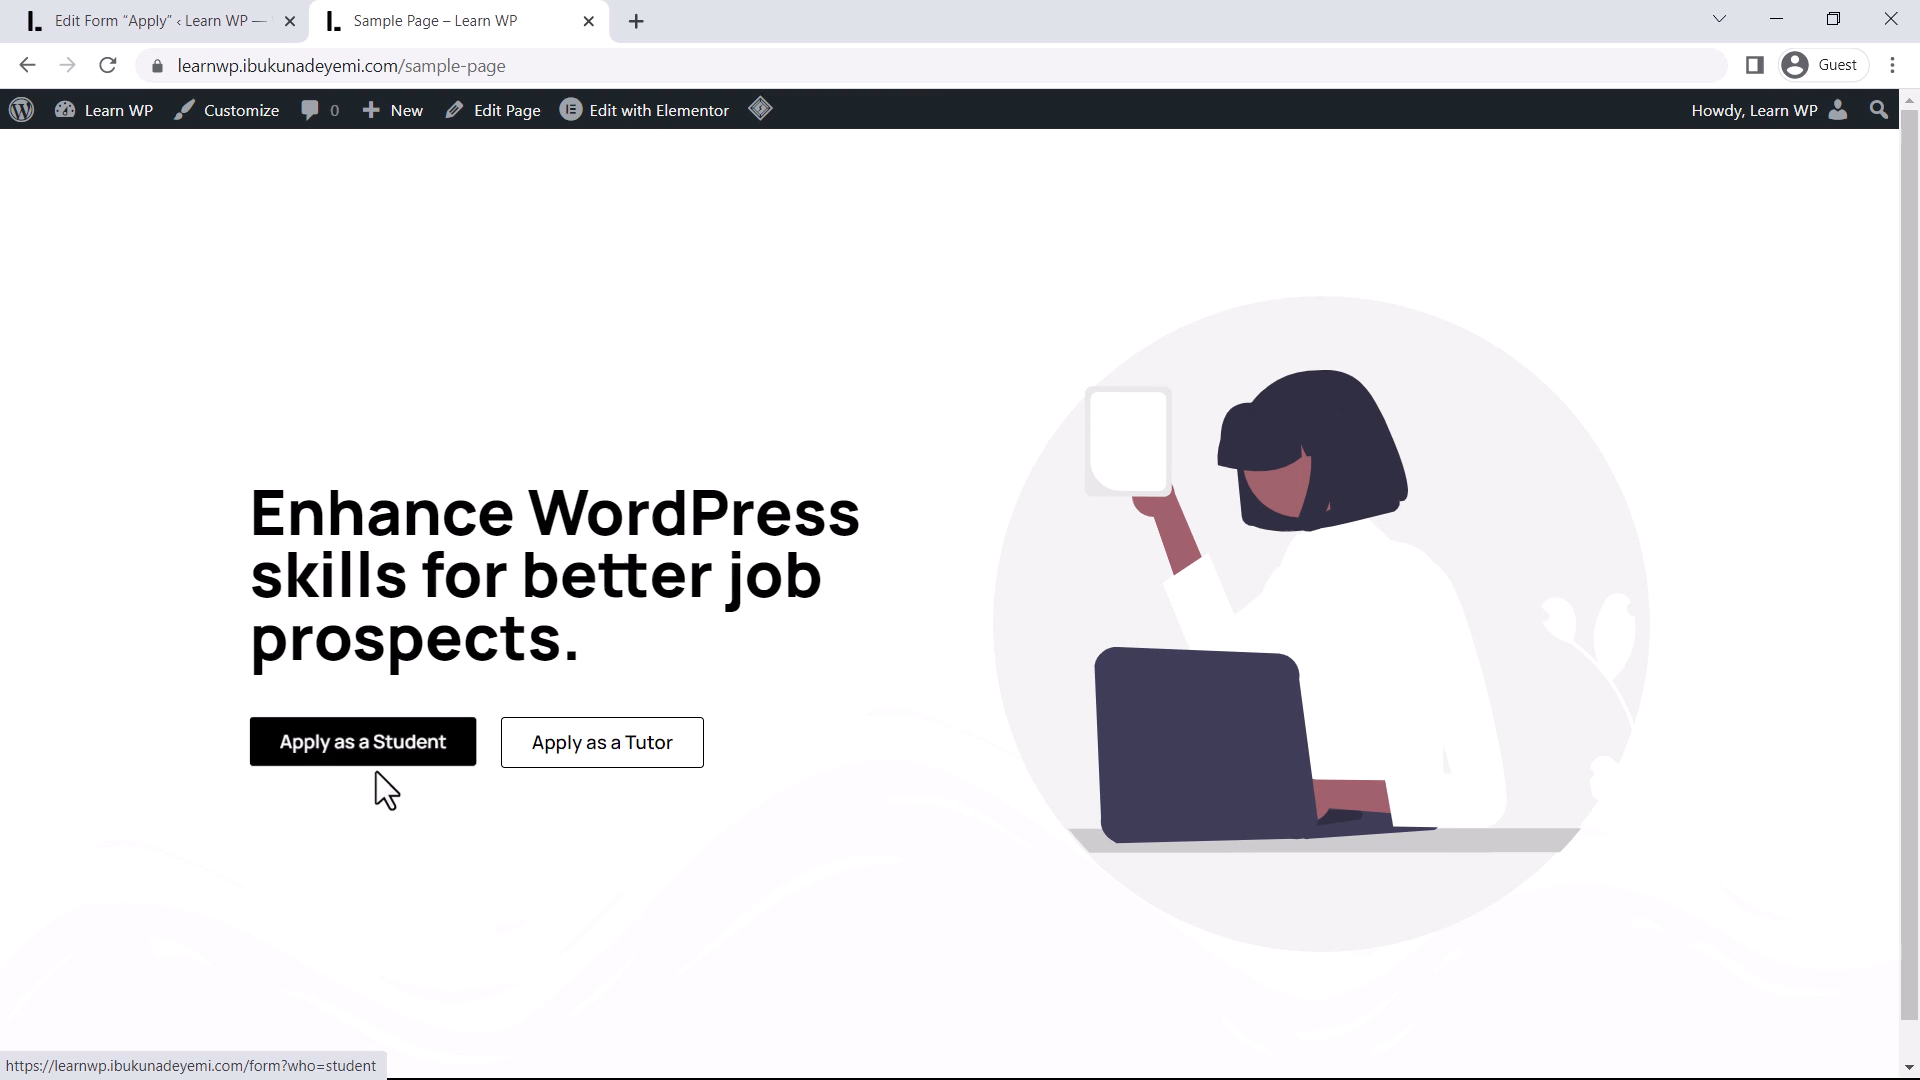 Edit Form “Apply” ‹ Learn WP —
Sample Page – Learn WP
learnwp.ibukunadeyemi.com/sample-page
Guest
Learn WP
Customize
0
New
Edit Page
Edit with Elementor
Howdy, Learn WP
Enhance WordPress
skills for better job
prospects.
Apply as a Student
Apply as a Tutor
https://learnwp.ibukunadeyemi.com/form?who=student